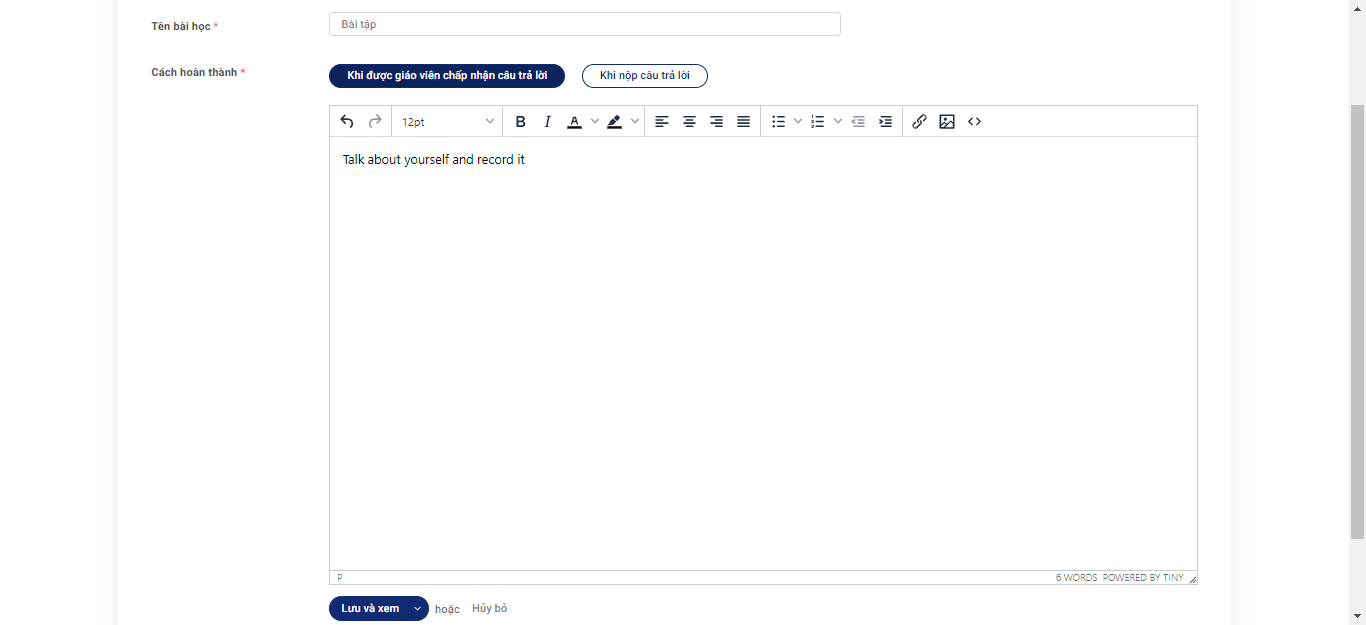 Tên bài học *
Bài tập
Cách hoàn thành *
Khi được giáo viên chấp nhận câu trả lời
Khi nộp câu trả lời
12pt
B I A
Talk about yourself and record it
P
6 WORDS POWERED BY TINY
Lưu và xem hoặc Hủy bỏ